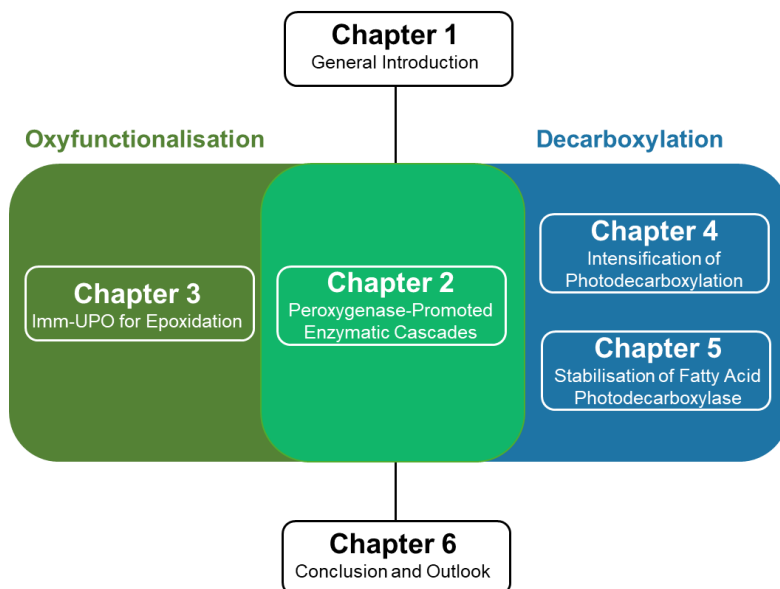 Chapter 1
General Introduction
Oxyfunctionalisation
Decarboxylation
Chapter 3
Imm-UPO for Epoxidation
Chapter 2
Peroxygenase-Promoted
Enzymatic Cascades
Chapter 4
Intensification of
Photodecarboxylation
Chapter 5
Stabilisation of Fatty Acid
Photodecarboxylase
Chapter 6
Conclusion and Outlook